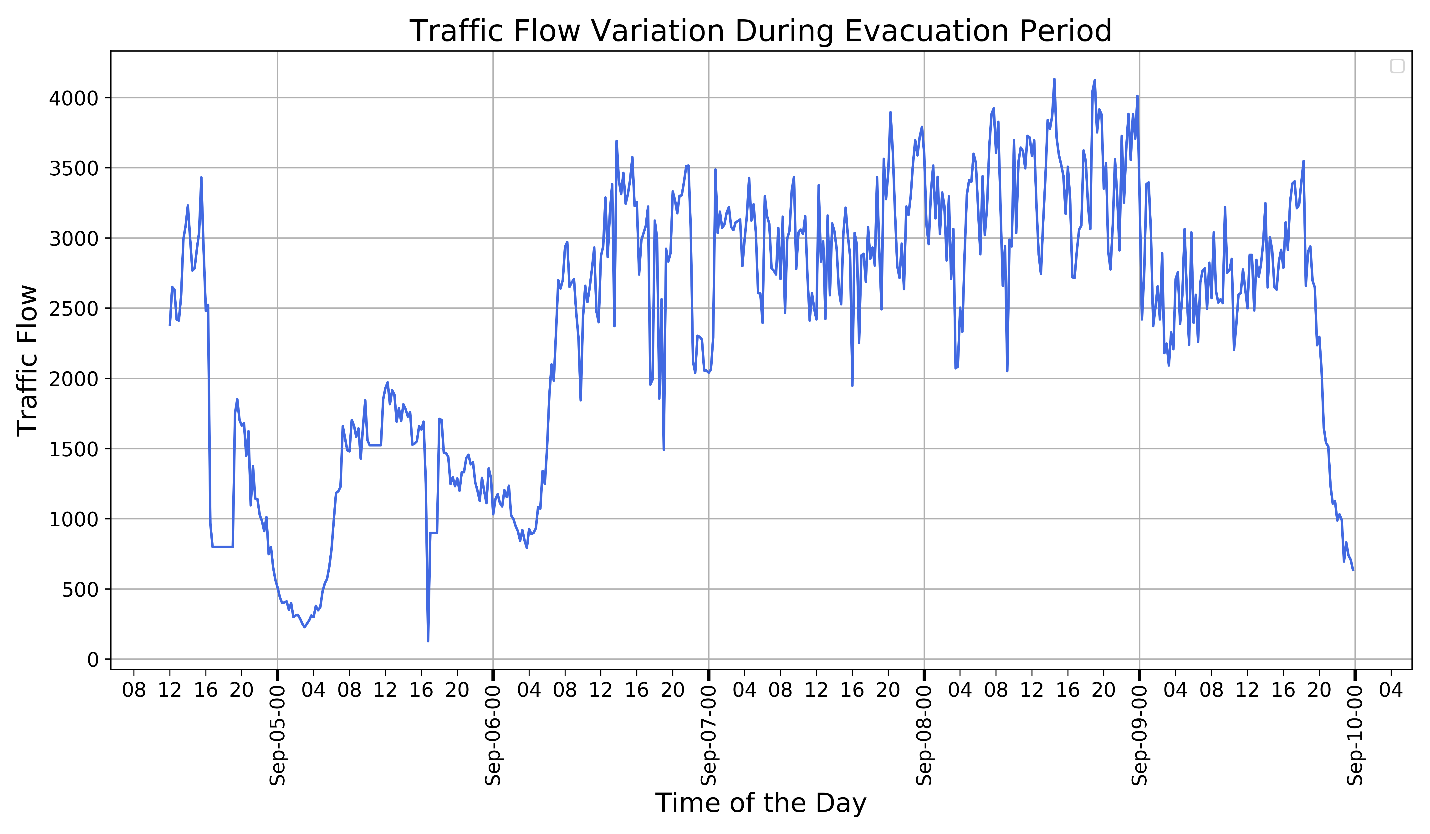 Traffic Flow Variation During Evacuation Period
Traffic Flow
4000
3500
3000
2500
2000
1500
1000
500
0
08 12 16 20 04 08 12 16 20 04 08 12 16 20 04 08 12 16 20 04 08 12 16 20 04 08 12 16 20 04
Sep-05-00 Sep-06-00 Sep-07-00 Sep-08-00 Sep-09-00 Sep-10-00
Time of the Day